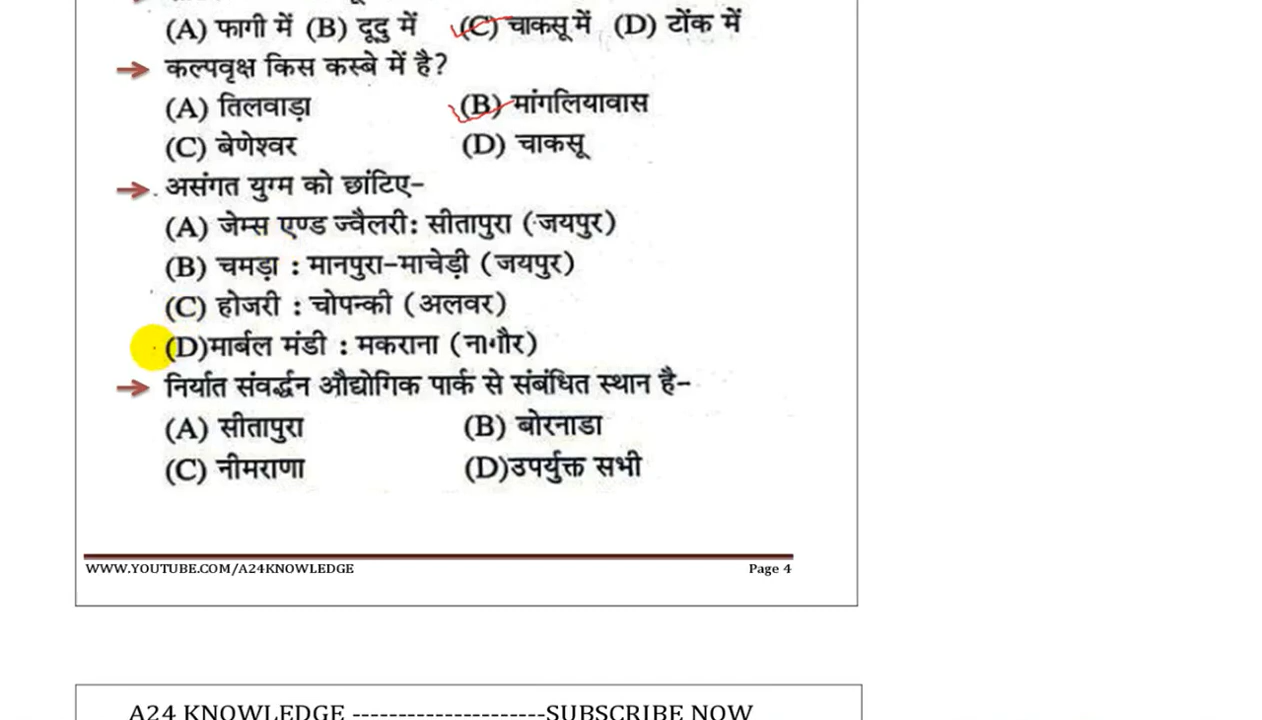 (A) फागी में (B) दूदु में (C) चाकसू में (D) टोंक में
कल्पवृक्ष किस कस्बे में है?
(A) तिलवाड़ा (B) मांगलियावास
(C) बेणेश्वर (D) चाकसू
असंगत युग्म को छांटिए-
(A) जेम्स एण्ड ज्वैलरी: सीतापुरा (जयपुर)
(B) चमड़ा : मानपुरा-माचेड़ी (जयपुर)
(C) होजरी : चोपन्की (अलवर)
(D)मार्बल मंडी : मकराना (नागौर)
निर्यात संवर्द्धन औद्योगिक पार्क से संबंधित स्थान है-
(A) सीतापुरा (B) बोरनाडा
(C) नीमराणा (D)उपर्युक्त सभी
WWW.YOUTUBE.COM/A24KNOWLEDGE Page 4
A24 KNOWLEDGE ---------------------SUBSCRIBE NOW